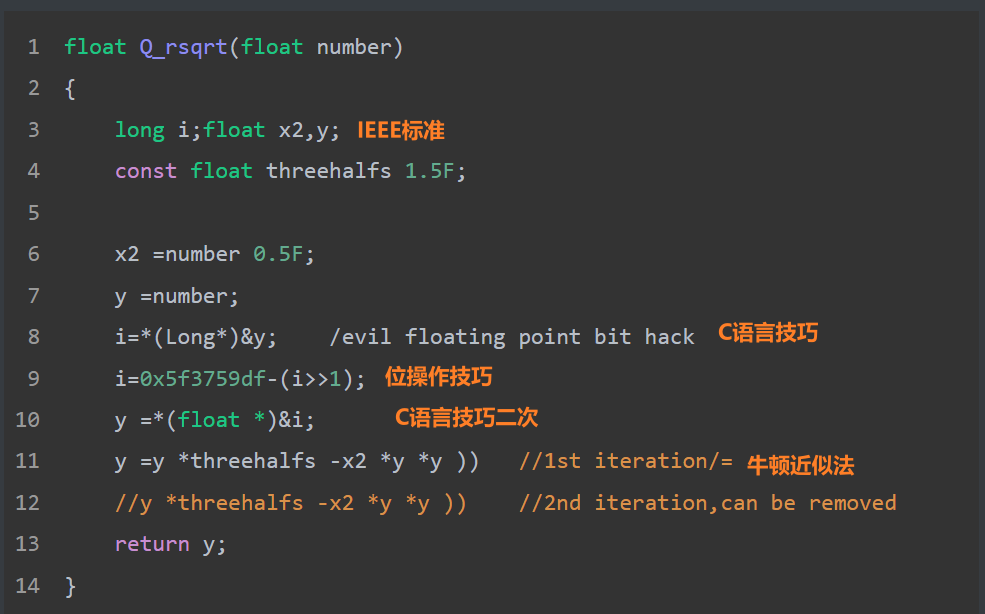 1 float Q_rsqrt(float number)
2 {
3 long i;float x2,y; IEEE标准
4 const float threehalfs 1.5F;
5
6 x2 =number 0.5F;
7 y =number;
8 i=*(Long*)&y; /evil floating point bit hack C语言技巧
9 i=0x5f3759df-(i>>1); 位操作技巧
10 y =*(float *)&i; C语言技巧二次
11 y =y *threehalfs -x2 *y *y )) //1st iteration/= 牛顿近似法
12 //y *threehalfs -x2 *y *y )) //2nd iteration,can be removed
13 return y;
14 }